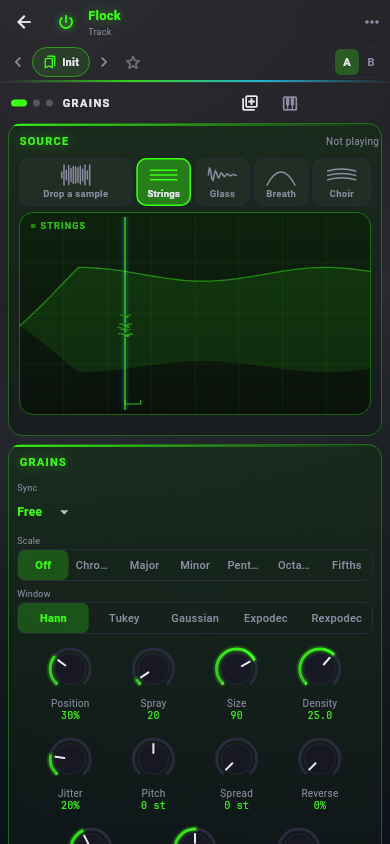 Flock
Track
Init
A
B
GRAINS
SOURCE
Not playing
Drop a sample
Strings
Glass
Breath
Choir
≈ STRINGS
GRAINS
Sync
Free
Scale
Off
Chro…
Major
Minor
Pent…
Octa…
Fifths
Window
Hann
Tukey
Gaussian
Expodec
Rexpodec
Position
Spray
Size
Density
30%
20
90
25.0
Jitter
Pitch
Spread
Reverse
20%
0 st
0 st
0%